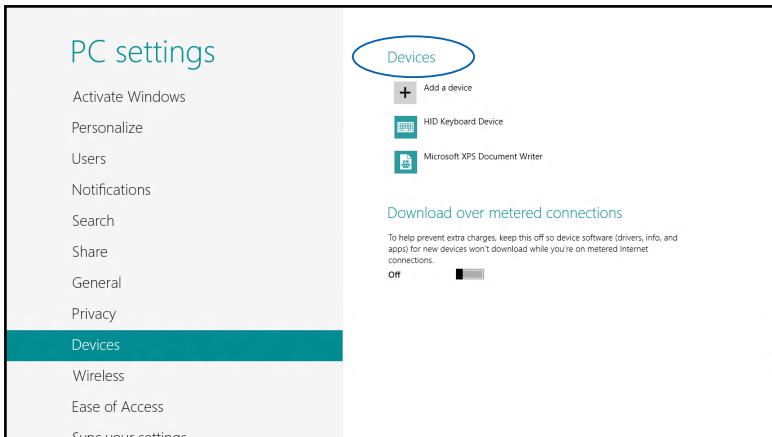 PC settings
Activate Windows
Personalize
Users
Notifications
Search
Share
General
Privacy
Devices
Wireless
Ease of Access
Sync your settings
Devices
Add a device
HID Keyboard Device
Microsoft XPS Document Writer
Download over metered connections
To help prevent extra charges, keep this off so device software (drivers, info, and
apps) for new devices won't download while you're on metered Internet
connections.
Off